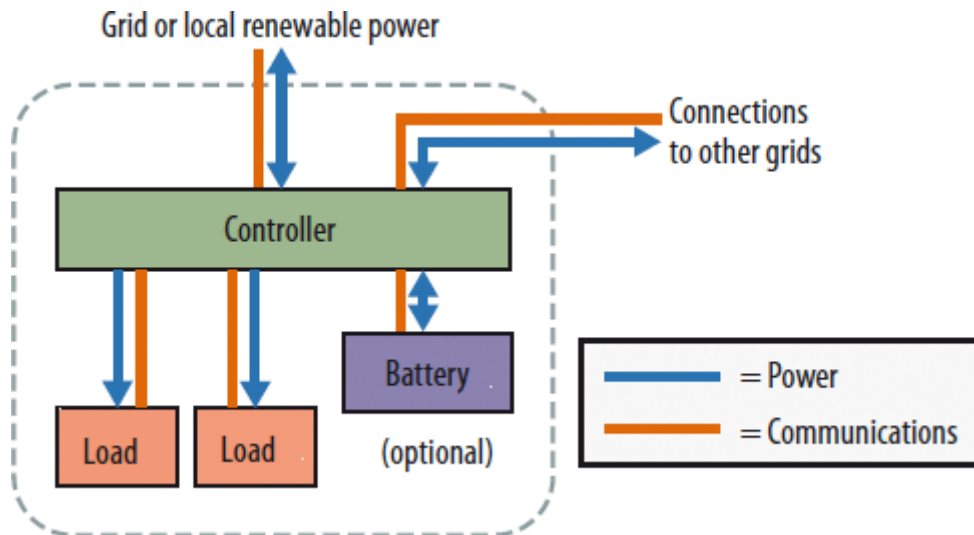 Grid or local renewable power
Connections
to other grids
Controller
Battery
Load
Load
(optional)
= Power
= Communications